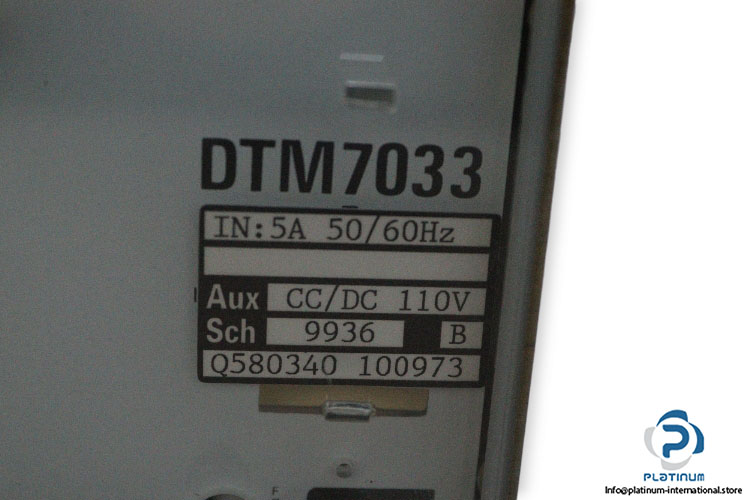 DTM7033
IN:5A 50/60Hz
Aux CC/DC 110V
Sch 9936 B
Q580340 100973
F
PLATINUM
Info@platinum-international.store